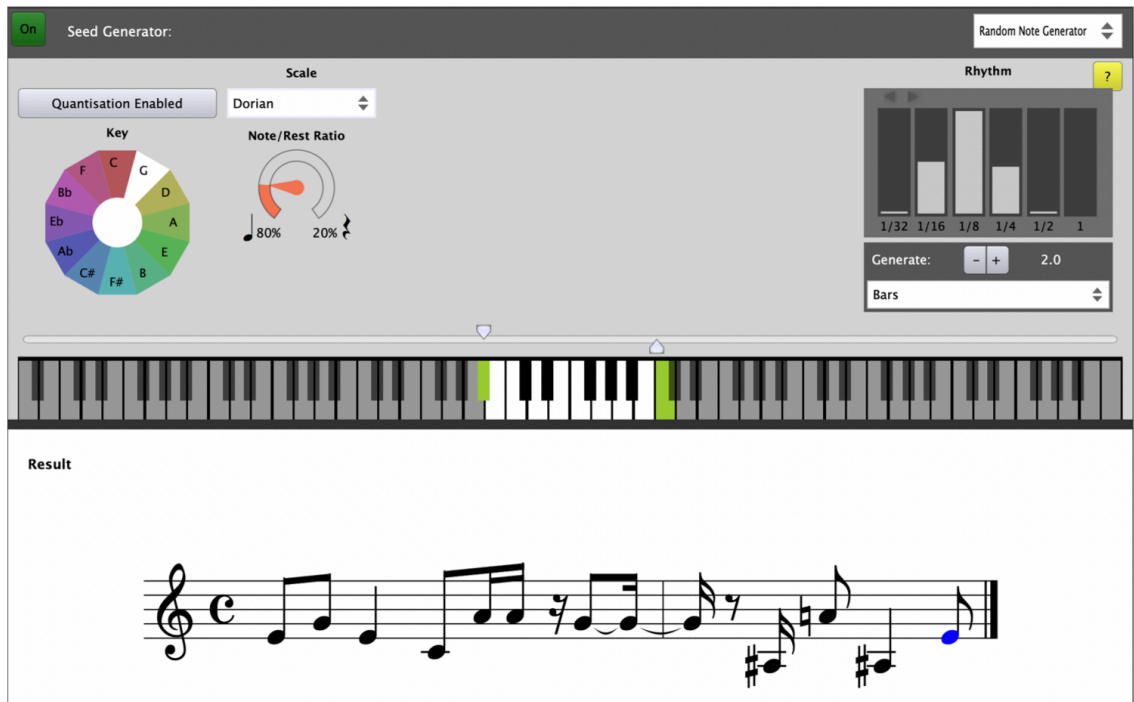 On
Seed Generator:
Random Note Generator
Scale
Rhythm
?
Quantisation Enabled
Dorian
Key
Note/Rest Ratio
C
G
F
D
Bb
A
Eb
E
Ab
B
C#
F#
80%
20%
1/32 1/16 1/8 1/4 1/2 1
Generate:
- +
2.0
Bars
Result